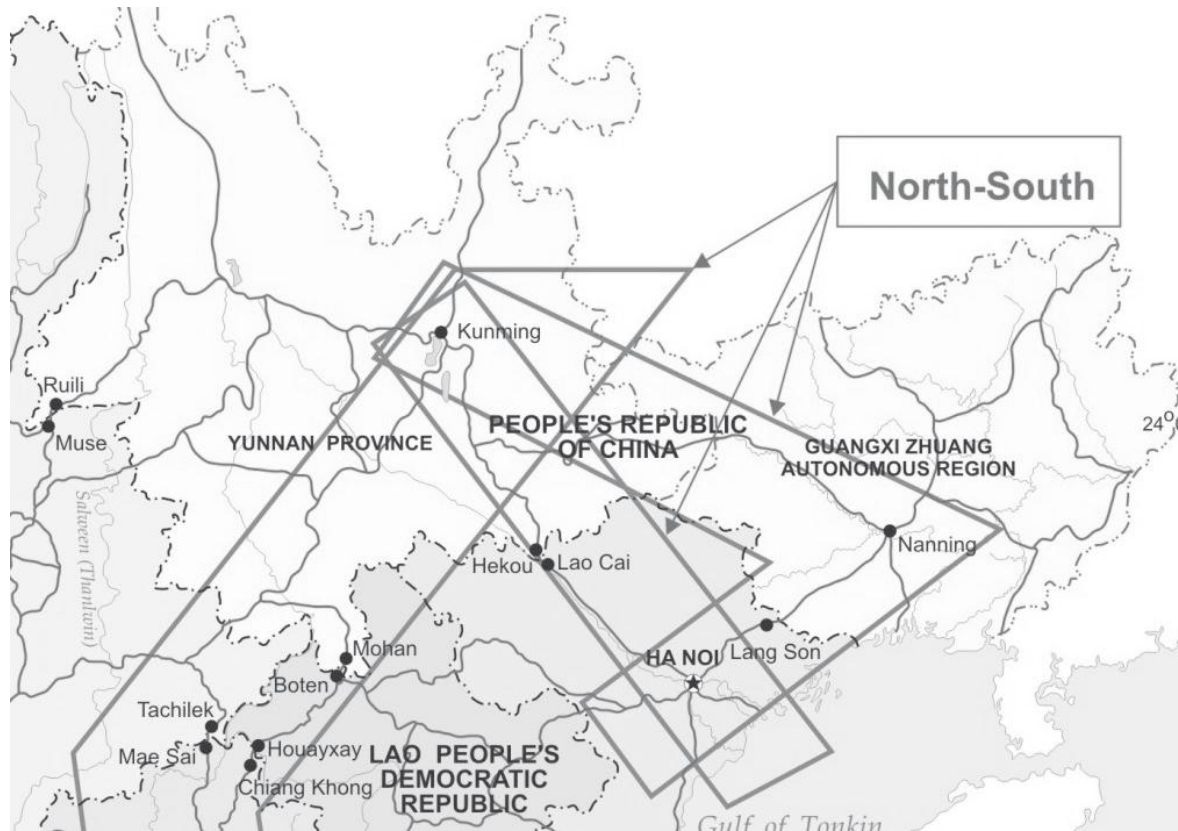 North-South
Kunming
Ruili
Muse
YUNNAN PROVINCE
PEOPLE'S REPUBLIC
OF CHINA
24°
GUANGXI ZHUANG
AUTONOMOUS REGION
Salween (Thanlwin)
Nanning
Hekou
Lao Cai
Lang Son
HA NOI
Mohan
Boten
Tachilek
Mae Sai
Houayxay
Chiang Khong
LAO PEOPLE'S
DEMOCRATIC
REPUBLIC
Gulf of Tonkin